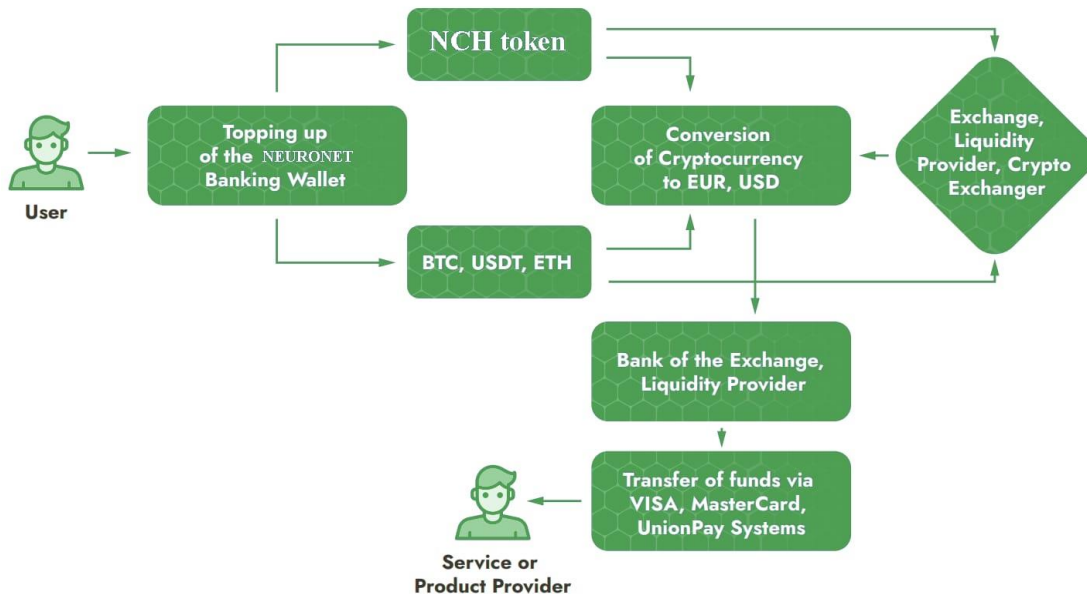 NCH token
User
Topping up
of the NEURONET
Banking Wallet
Conversion
of Cryptocurrency
to EUR, USD
Exchange,
Liquidity
Provider, Crypto
Exchanger
BTC, USDT, ETH
Bank of the Exchange,
Liquidity Provider
Transfer of funds via
VISA, MasterCard,
UnionPay Systems
Service or
Product Provider